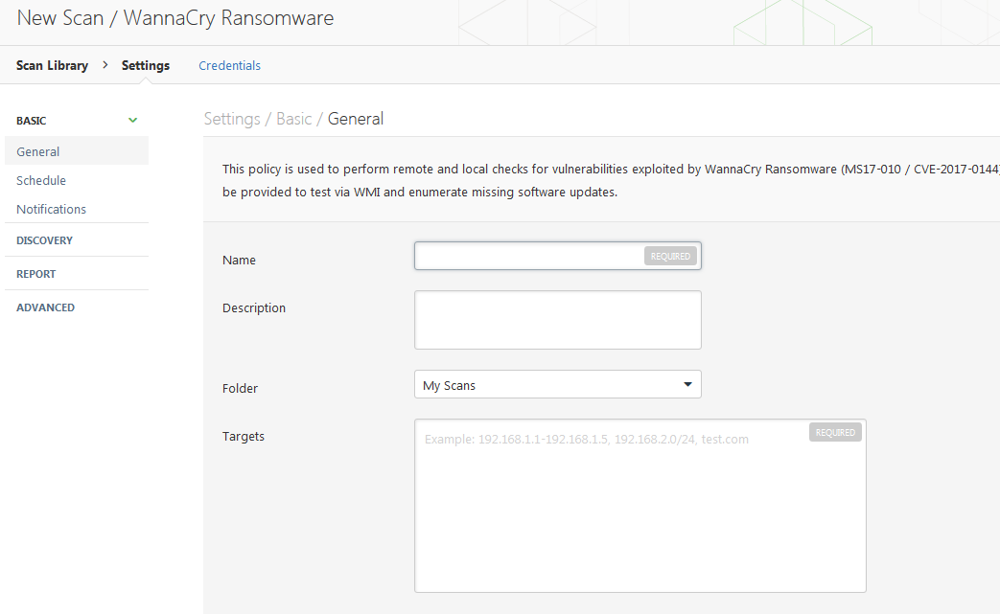 New Scan / WannaCry Ransomware
Scan Library > Settings Credentials
BASIC
General
Schedule
Notifications
DISCOVERY
REPORT
ADVANCED
Settings / Basic / General
This policy is used to perform remote and local checks for vulnerabilities exploited by WannaCry Ransomware (MS17-010 / CVE-2017-0144)
be provided to test via WMI and enumerate missing software updates.
Name
REQUIRED
Description
Folder
My Scans
Targets
Example: 192.168.1.1-192.168.1.5, 192.168.2.0/24, test.com
REQUIRED